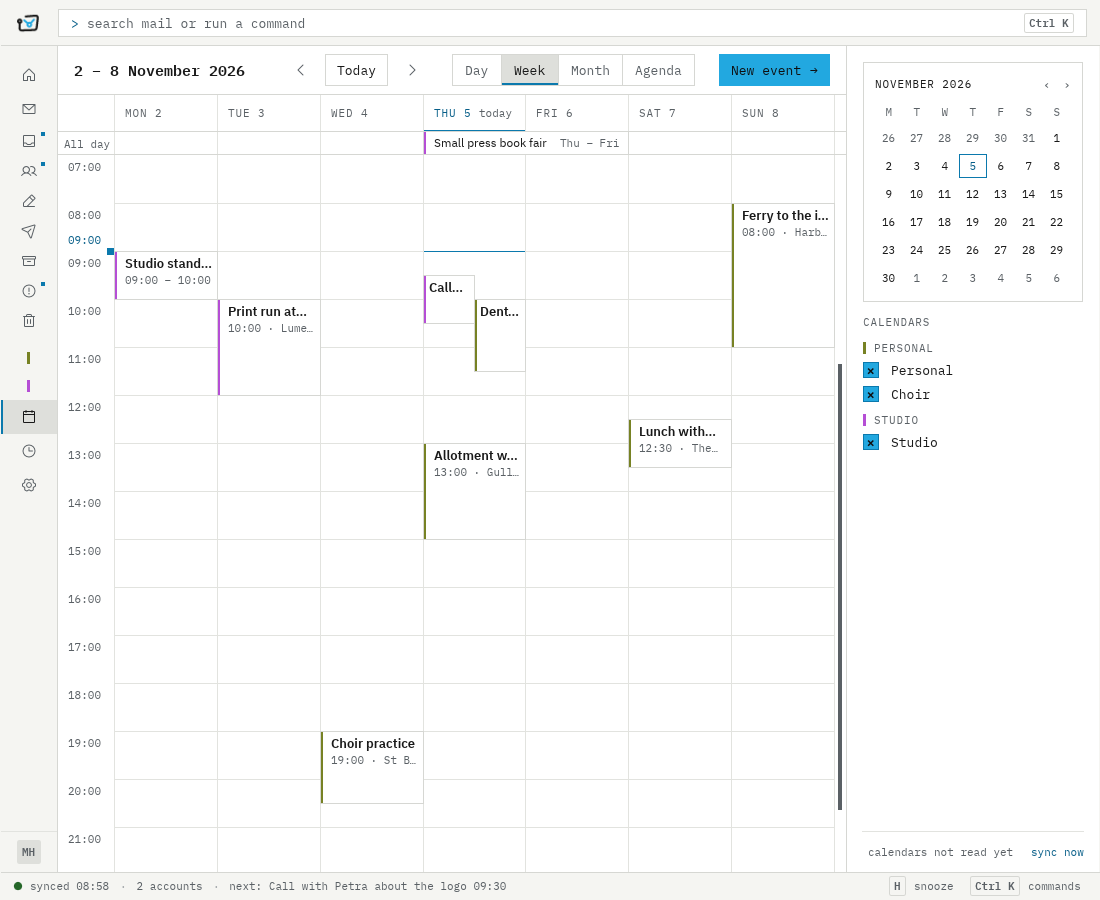 > search mail or run a command Ctrl K
2 – 8 November 2026 Today Day Week Month Agenda New event →
MON 2 TUE 3 WED 4 THU 5 today FRI 6 SAT 7 SUN 8
All day Small press book fair Thu – Fri
07:00
08:00
09:00
09:00
10:00
11:00
12:00
13:00
14:00
15:00
16:00
17:00
18:00
19:00
20:00
21:00
Studio stand…
09:00 – 10:00
Print run at…
10:00 · Lume…
Choir practice
19:00 · St B…
Call…
Dent…
Allotment w…
13:00 · Gull…
Lunch with…
12:30 · The…
Ferry to the i…
08:00 · Harb…
NOVEMBER 2026 ‹ ›
M T W T F S S
26 27 28 29 30 31 1
2 3 4 5 6 7 8
9 10 11 12 13 14 15
16 17 18 19 20 21 22
23 24 25 26 27 28 29
30 1 2 3 4 5 6
CALENDARS
PERSONAL
Personal
Choir
STUDIO
Studio
calendars not read yet sync now
MH
synced 08:58 · 2 accounts · next: Call with Petra about the logo 09:30 H snooze Ctrl K commands